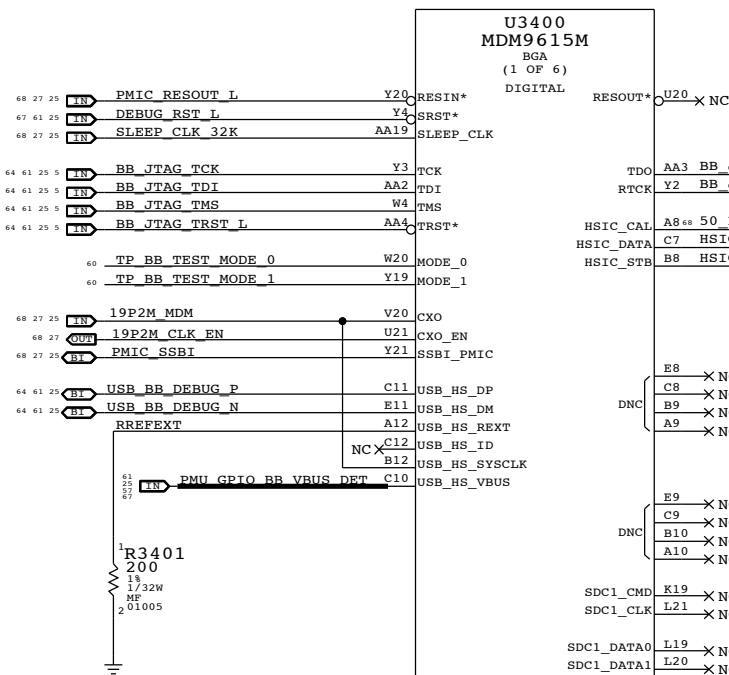 U3400
MDM9615M
BGA
(1 OF 6)
DIGITAL
68 27 25 IN PMIC_RESOUT_L Y20 RESIN* RESOUT* U20 NC
67 61 25 IN DEBUG_RST_L Y4 SRST*
68 27 25 IN SLEEP_CLK_32K AA19 SLEEP_CLK
64 61 25 5 IN BB_JTAG_TCK Y3 TCK TDO AA3 BB_
64 61 25 5 IN BB_JTAG_TDI AA2 TDI RTCK Y2 BB_
64 61 25 5 IN BB_JTAG_TMS W4 TMS
64 61 25 5 IN BB_JTAG_TRST_L AA4 TRST* HSIC_CAL A8 68 50_
HSIC_DATA C7 HSI
60 TP_BB_TEST_MODE_0 W20 MODE_0 HSIC_STB B8 HSI
60 TP_BB_TEST_MODE_1 Y19 MODE_1
68 27 25 IN 19P2M_MDM V20 CXO
68 27 OUT 19P2M_CLK_EN U21 CXO_EN
68 27 25 BI PMIC_SSBI Y21 SSBI_PMIC
E8 N
64 61 25 BI USB_BB_DEBUG_P C11 USB_HS_DP C8 N
64 61 25 BI USB_BB_DEBUG_N E11 USB_HS_DM DNC B9 N
RREFEXT A12 USB_HS_REXT A9 N
NC C12 USB_HS_ID
B12 USB_HS_SYSCLK
61
25
57
67
IN PMU_GPIO_BB_VBUS_DET C10 USB_HS_VBUS
E9 N
C9 N
DNC B10 N
A10 N
1 R3401
200
1%
1/32W
MF
2 01005
SDC1_CMD K19 N
SDC1_CLK L21 N
SDC1_DATA0 L19 N
SDC1_DATA1 L20 N